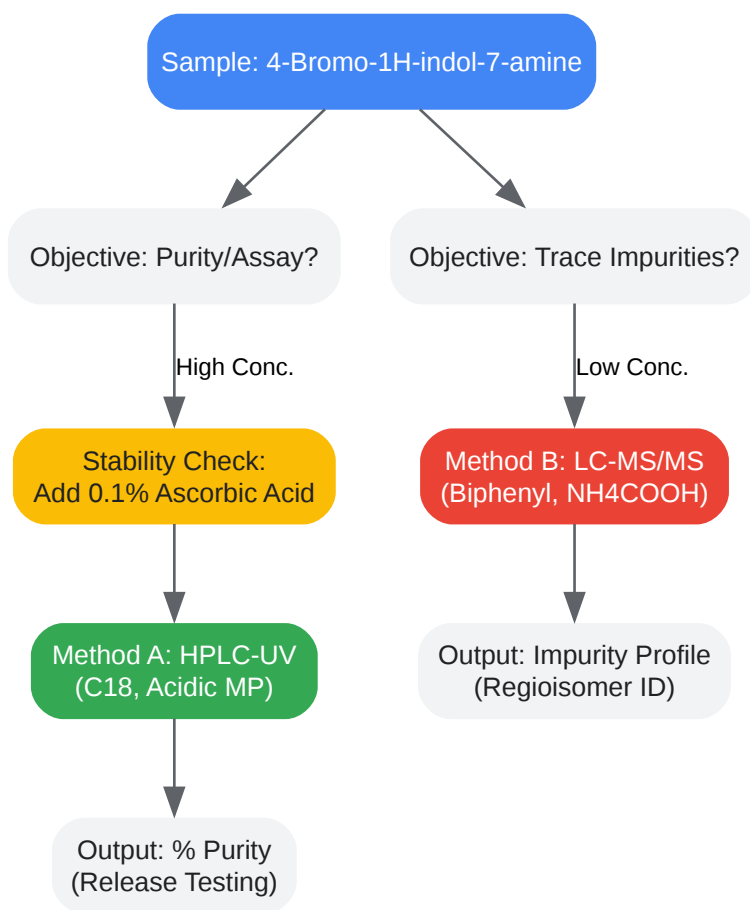 Sample: 4-Bromo-1H-indol-7-amine
Objective: Purity/Assay?
Objective: Trace Impurities?
High Conc.
Low Conc.
Stability Check:
Add 0.1% Ascorbic Acid
Method B: LC-MS/MS
(Biphenyl, NH4COOH)
Method A: HPLC-UV
(C18, Acidic MP)
Output: Impurity Profile
(Regioisomer ID)
Output: % Purity
(Release Testing)